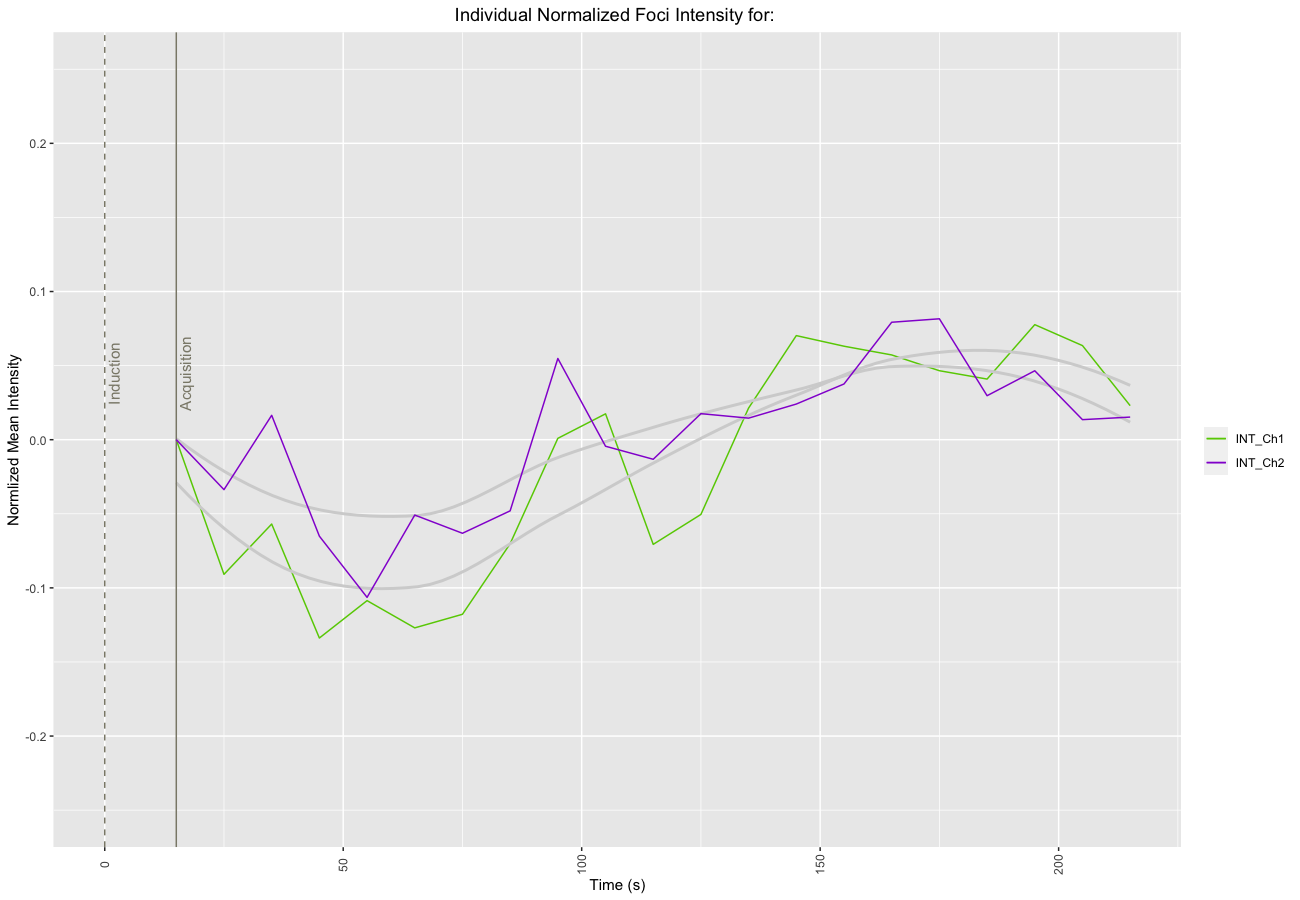 Individual Normalized Foci Intensity for:
Normlized Mean Intensity
0.2
0.1
0.0
-0.1
-0.2
Induction
Acquisition
INT_Ch1
INT_Ch2
0
50
100
150
200
Time (s)